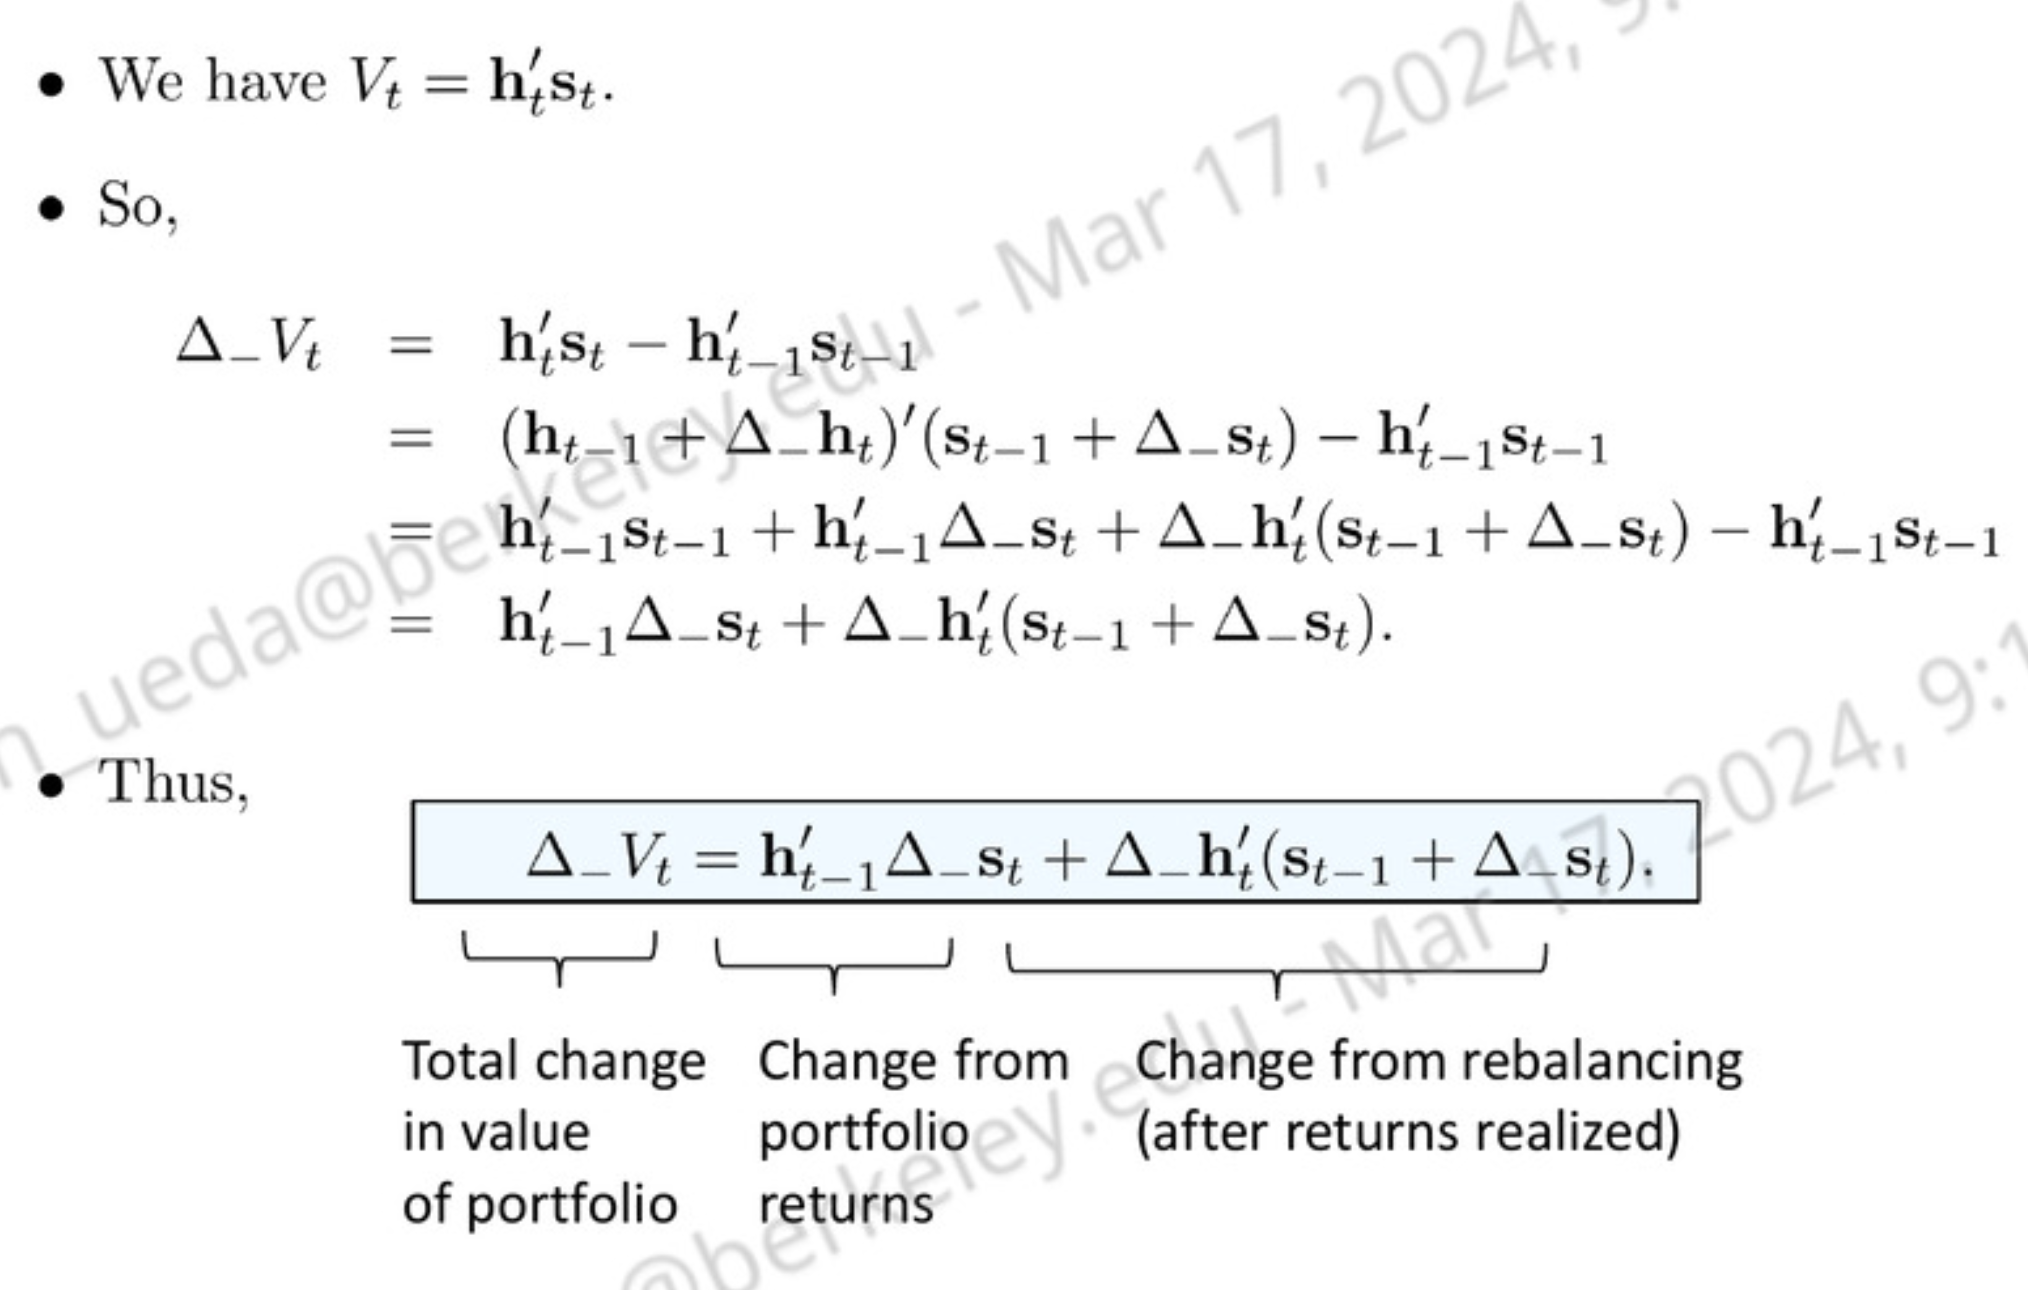 • We have $V_t = \mathbf{h}_t'\mathbf{s}_t$.
• So,
$\Delta_- V_t = \mathbf{h}_t'\mathbf{s}_t - \mathbf{h}_{t-1}'\mathbf{s}_{t-1}$
$= (\mathbf{h}_{t-1} + \Delta_-\mathbf{h}_t)'(\mathbf{s}_{t-1} + \Delta_-\mathbf{s}_t) - \mathbf{h}_{t-1}'\mathbf{s}_{t-1}$
$= \mathbf{h}_{t-1}'\mathbf{s}_{t-1} + \mathbf{h}_{t-1}'\Delta_-\mathbf{s}_t + \Delta_-\mathbf{h}_t'(\mathbf{s}_{t-1} + \Delta_-\mathbf{s}_t) - \mathbf{h}_{t-1}'\mathbf{s}_{t-1}$
$= \mathbf{h}_{t-1}'\Delta_-\mathbf{s}_t + \Delta_-\mathbf{h}_t'(\mathbf{s}_{t-1} + \Delta_-\mathbf{s}_t).$
• Thus,
$\Delta_- V_t = \mathbf{h}_{t-1}'\Delta_-\mathbf{s}_t + \Delta_-\mathbf{h}_t'(\mathbf{s}_{t-1} + \Delta_-\mathbf{s}_t).$
Total change
in value
of portfolio
Change from
portfolio
returns
Change from rebalancing
(after returns realized)
n_ueda@berkeley.edu - Mar 17, 2024, 9:
@berkeley.edu - Mar 17, 2024, 9:1